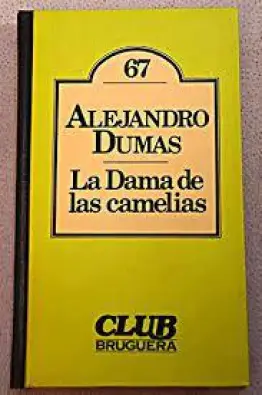 67
ALEJANDRO
DUMAS
La Dama de
las camelias
CLUB
BRUGUERA